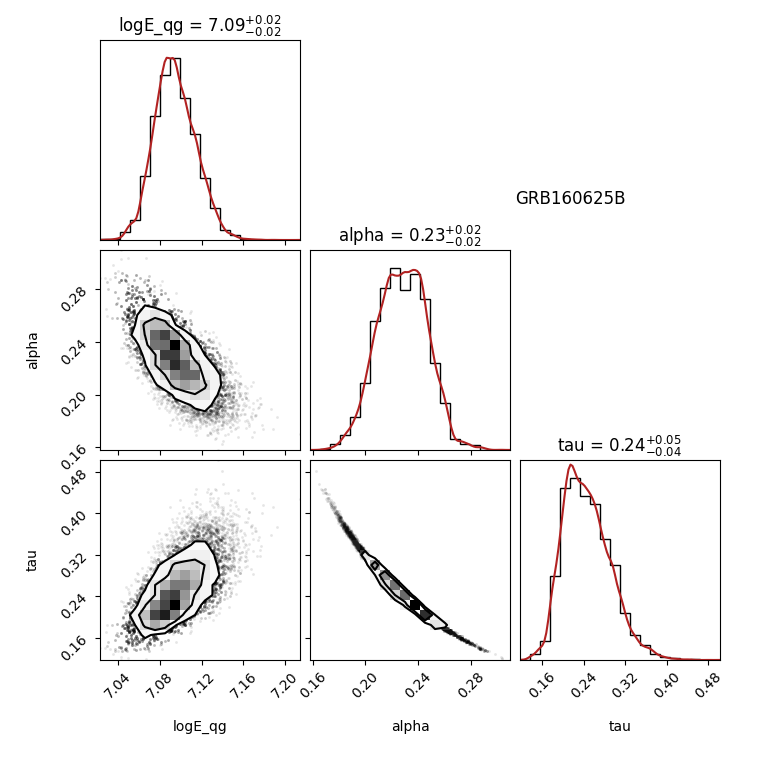 logE_qg = 7.09+0.02 −0.02
GRB160625B
alpha = 0.23+0.02 −0.02
alpha
0.28
0.24
0.20
0.16
tau = 0.24+0.05 −0.04
tau
0.48
0.40
0.32
0.24
0.16
7.04 7.08 7.12 7.16 7.20 0.16 0.20 0.24 0.28 0.16 0.24 0.32 0.40 0.48
logE_qg alpha tau